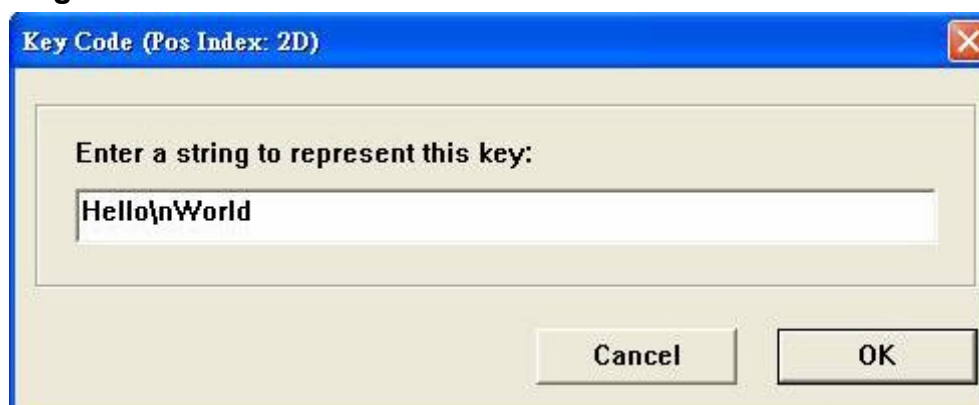 Key Code (Pos Index: 2D)
Enter a string to represent this key:
Hello\nWorld
Cancel OK